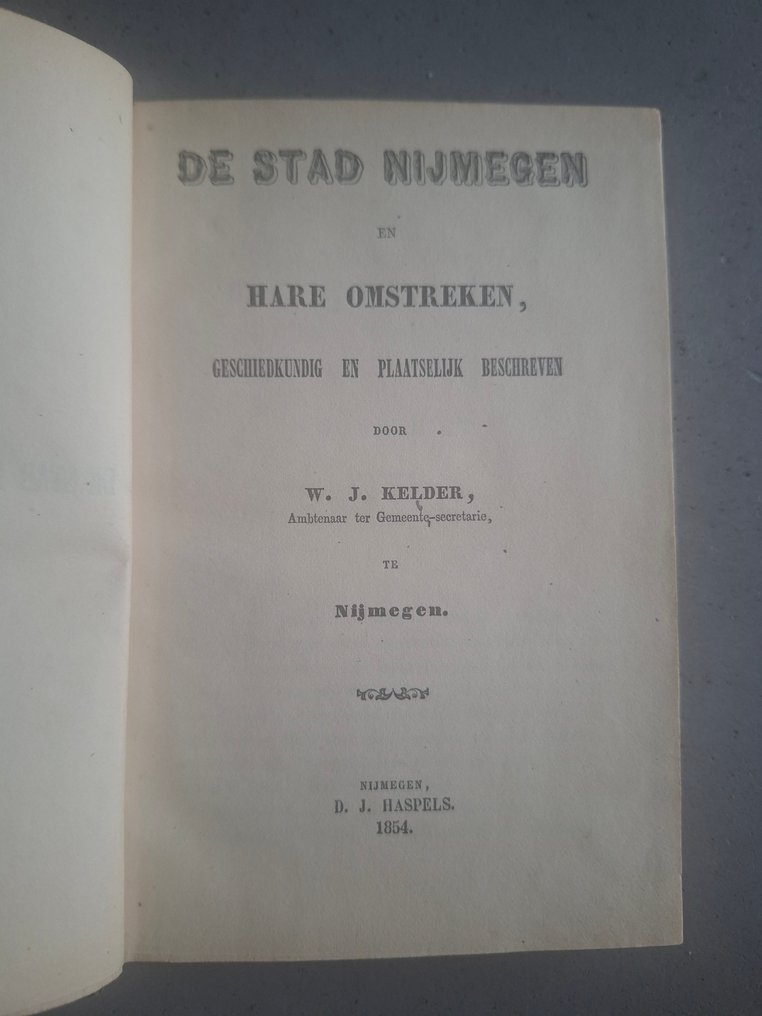 DE STAD NIJMEGEN
EN
HARE OMSTREKEN,
GESCHIEDKUNDIG EN PLAATSELIJK BESCHREVEN
DOOR
W. J. KELDER,
Ambtenaar ter Gemeente-secretarie,
TE
Nijmegen.
NIJMEGEN,
D. J. HASPELS.
1854.